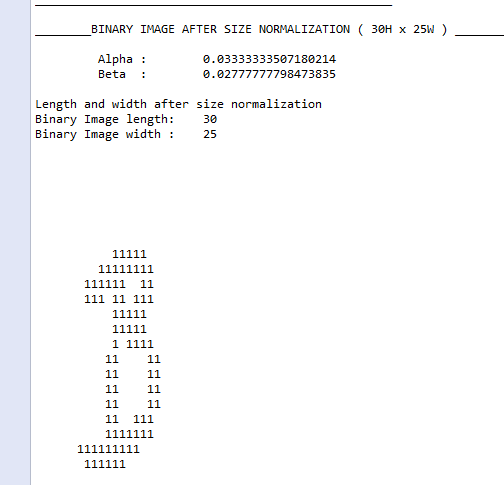 ________BINARY IMAGE AFTER SIZE NORMALIZATION ( 30H x 25W ) _______
Alpha :        0.03333333507180214
Beta  :        0.02777777798473835
Length and width after size normalization
Binary Image length:    30
Binary Image width :    25
           11111
         11111111
       111111  11
       111 11 111
           11111
           11111
           1 1111
          11    11
          11    11
          11    11
          11    11
          11  111
          1111111
      111111111
       111111